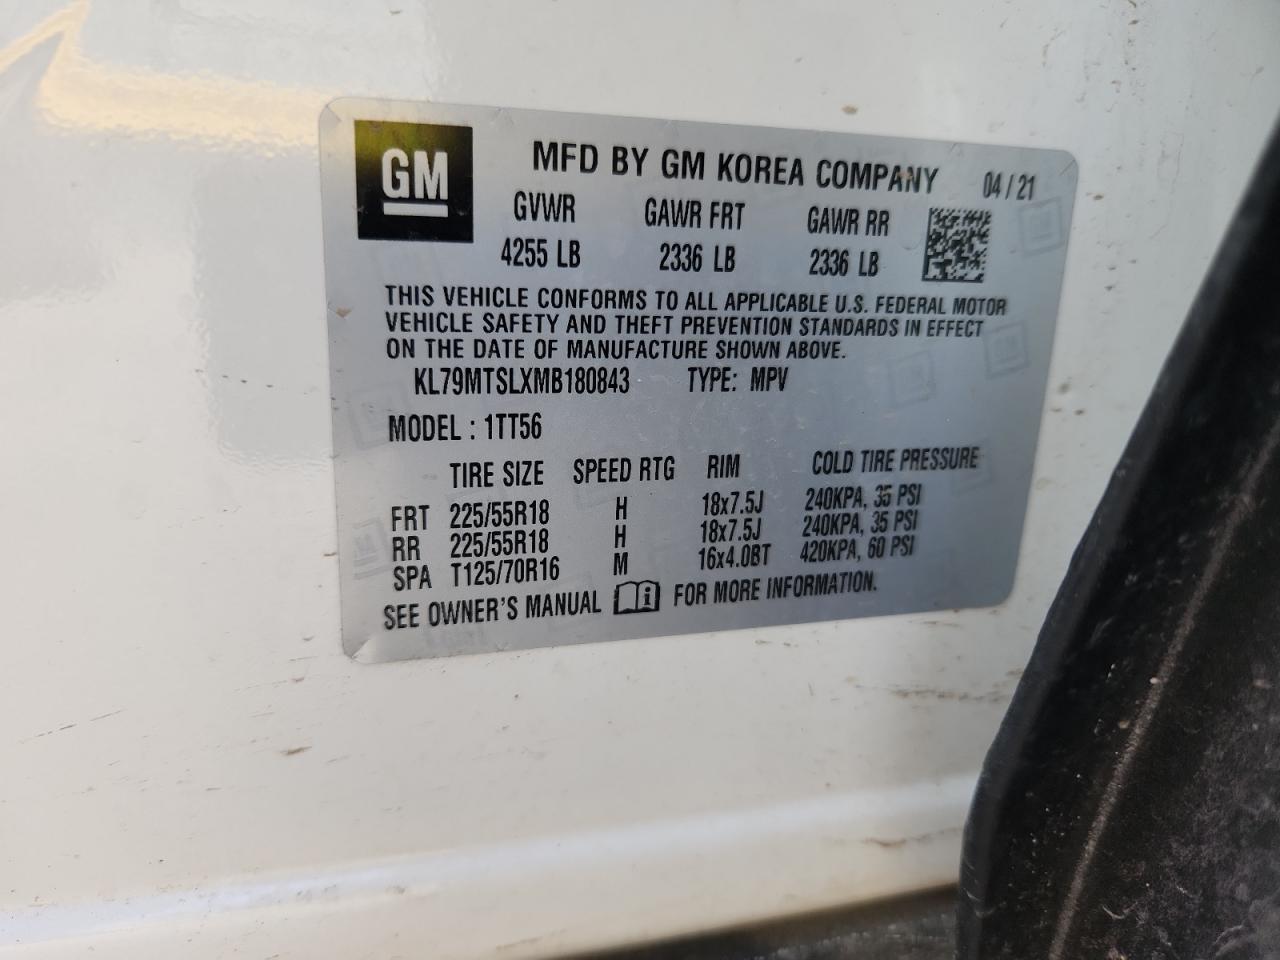 GM
MFD BY GM KOREA COMPANY 04/21
GVWR GAWR FRT GAWR RR
4255 LB 2336 LB 2336 LB
THIS VEHICLE CONFORMS TO ALL APPLICABLE U.S. FEDERAL MOTOR
VEHICLE SAFETY AND THEFT PREVENTION STANDARDS IN EFFECT
ON THE DATE OF MANUFACTURE SHOWN ABOVE.
KL79MTSLXMB180843 TYPE: MPV
MODEL : 1TT56
TIRE SIZE SPEED RTG RIM COLD TIRE PRESSURE
FRT 225/55R18 H 18x7.5J 240KPA, 35 PSI
RR 225/55R18 H 18x7.5J 240KPA, 35 PSI
SPA T125/70R16 M 16x4.0BT 420KPA, 60 PSI
SEE OWNER'S MANUAL i FOR MORE INFORMATION.